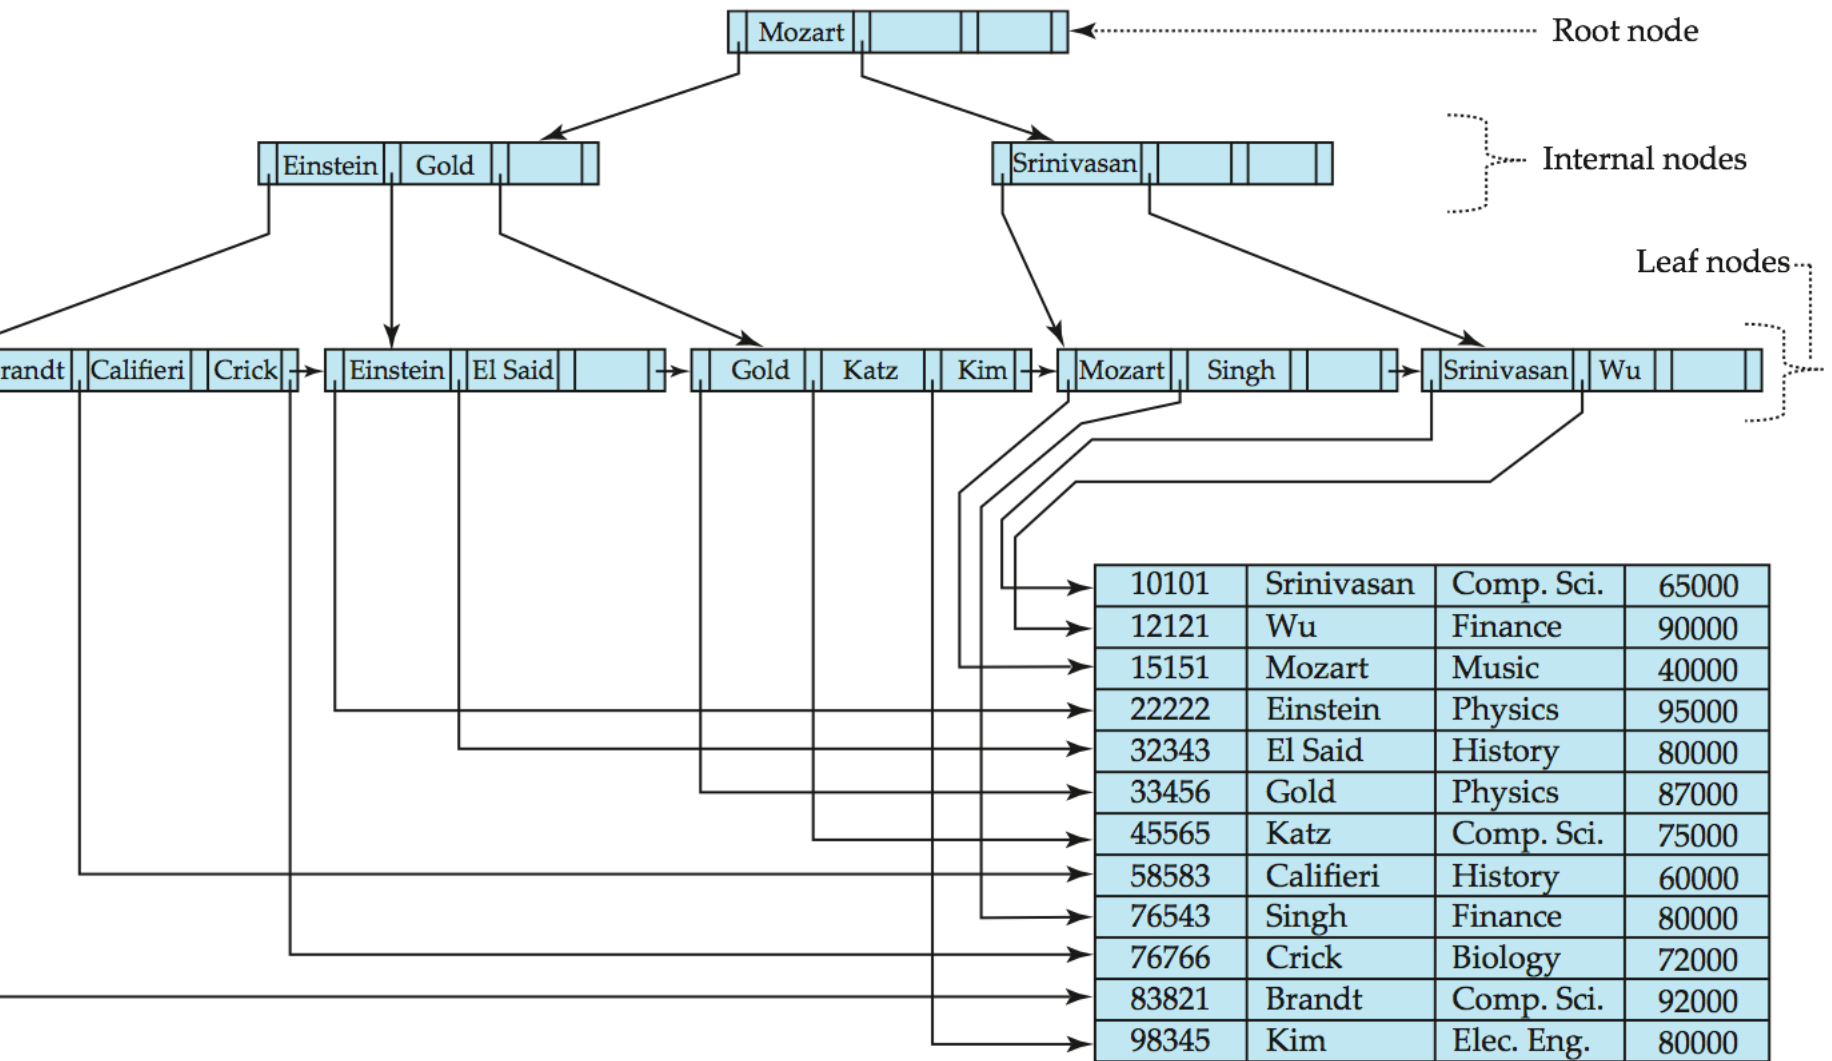 Mozart Root node
Einstein Gold Srinivasan Internal nodes
Leaf nodes
randt Califieri Crick Einstein El Said Gold Katz Kim Mozart Singh Srinivasan Wu
10101 Srinivasan Comp. Sci. 65000
12121 Wu Finance 90000
15151 Mozart Music 40000
22222 Einstein Physics 95000
32343 El Said History 80000
33456 Gold Physics 87000
45565 Katz Comp. Sci. 75000
58583 Califieri History 60000
76543 Singh Finance 80000
76766 Crick Biology 72000
83821 Brandt Comp. Sci. 92000
98345 Kim Elec. Eng. 80000